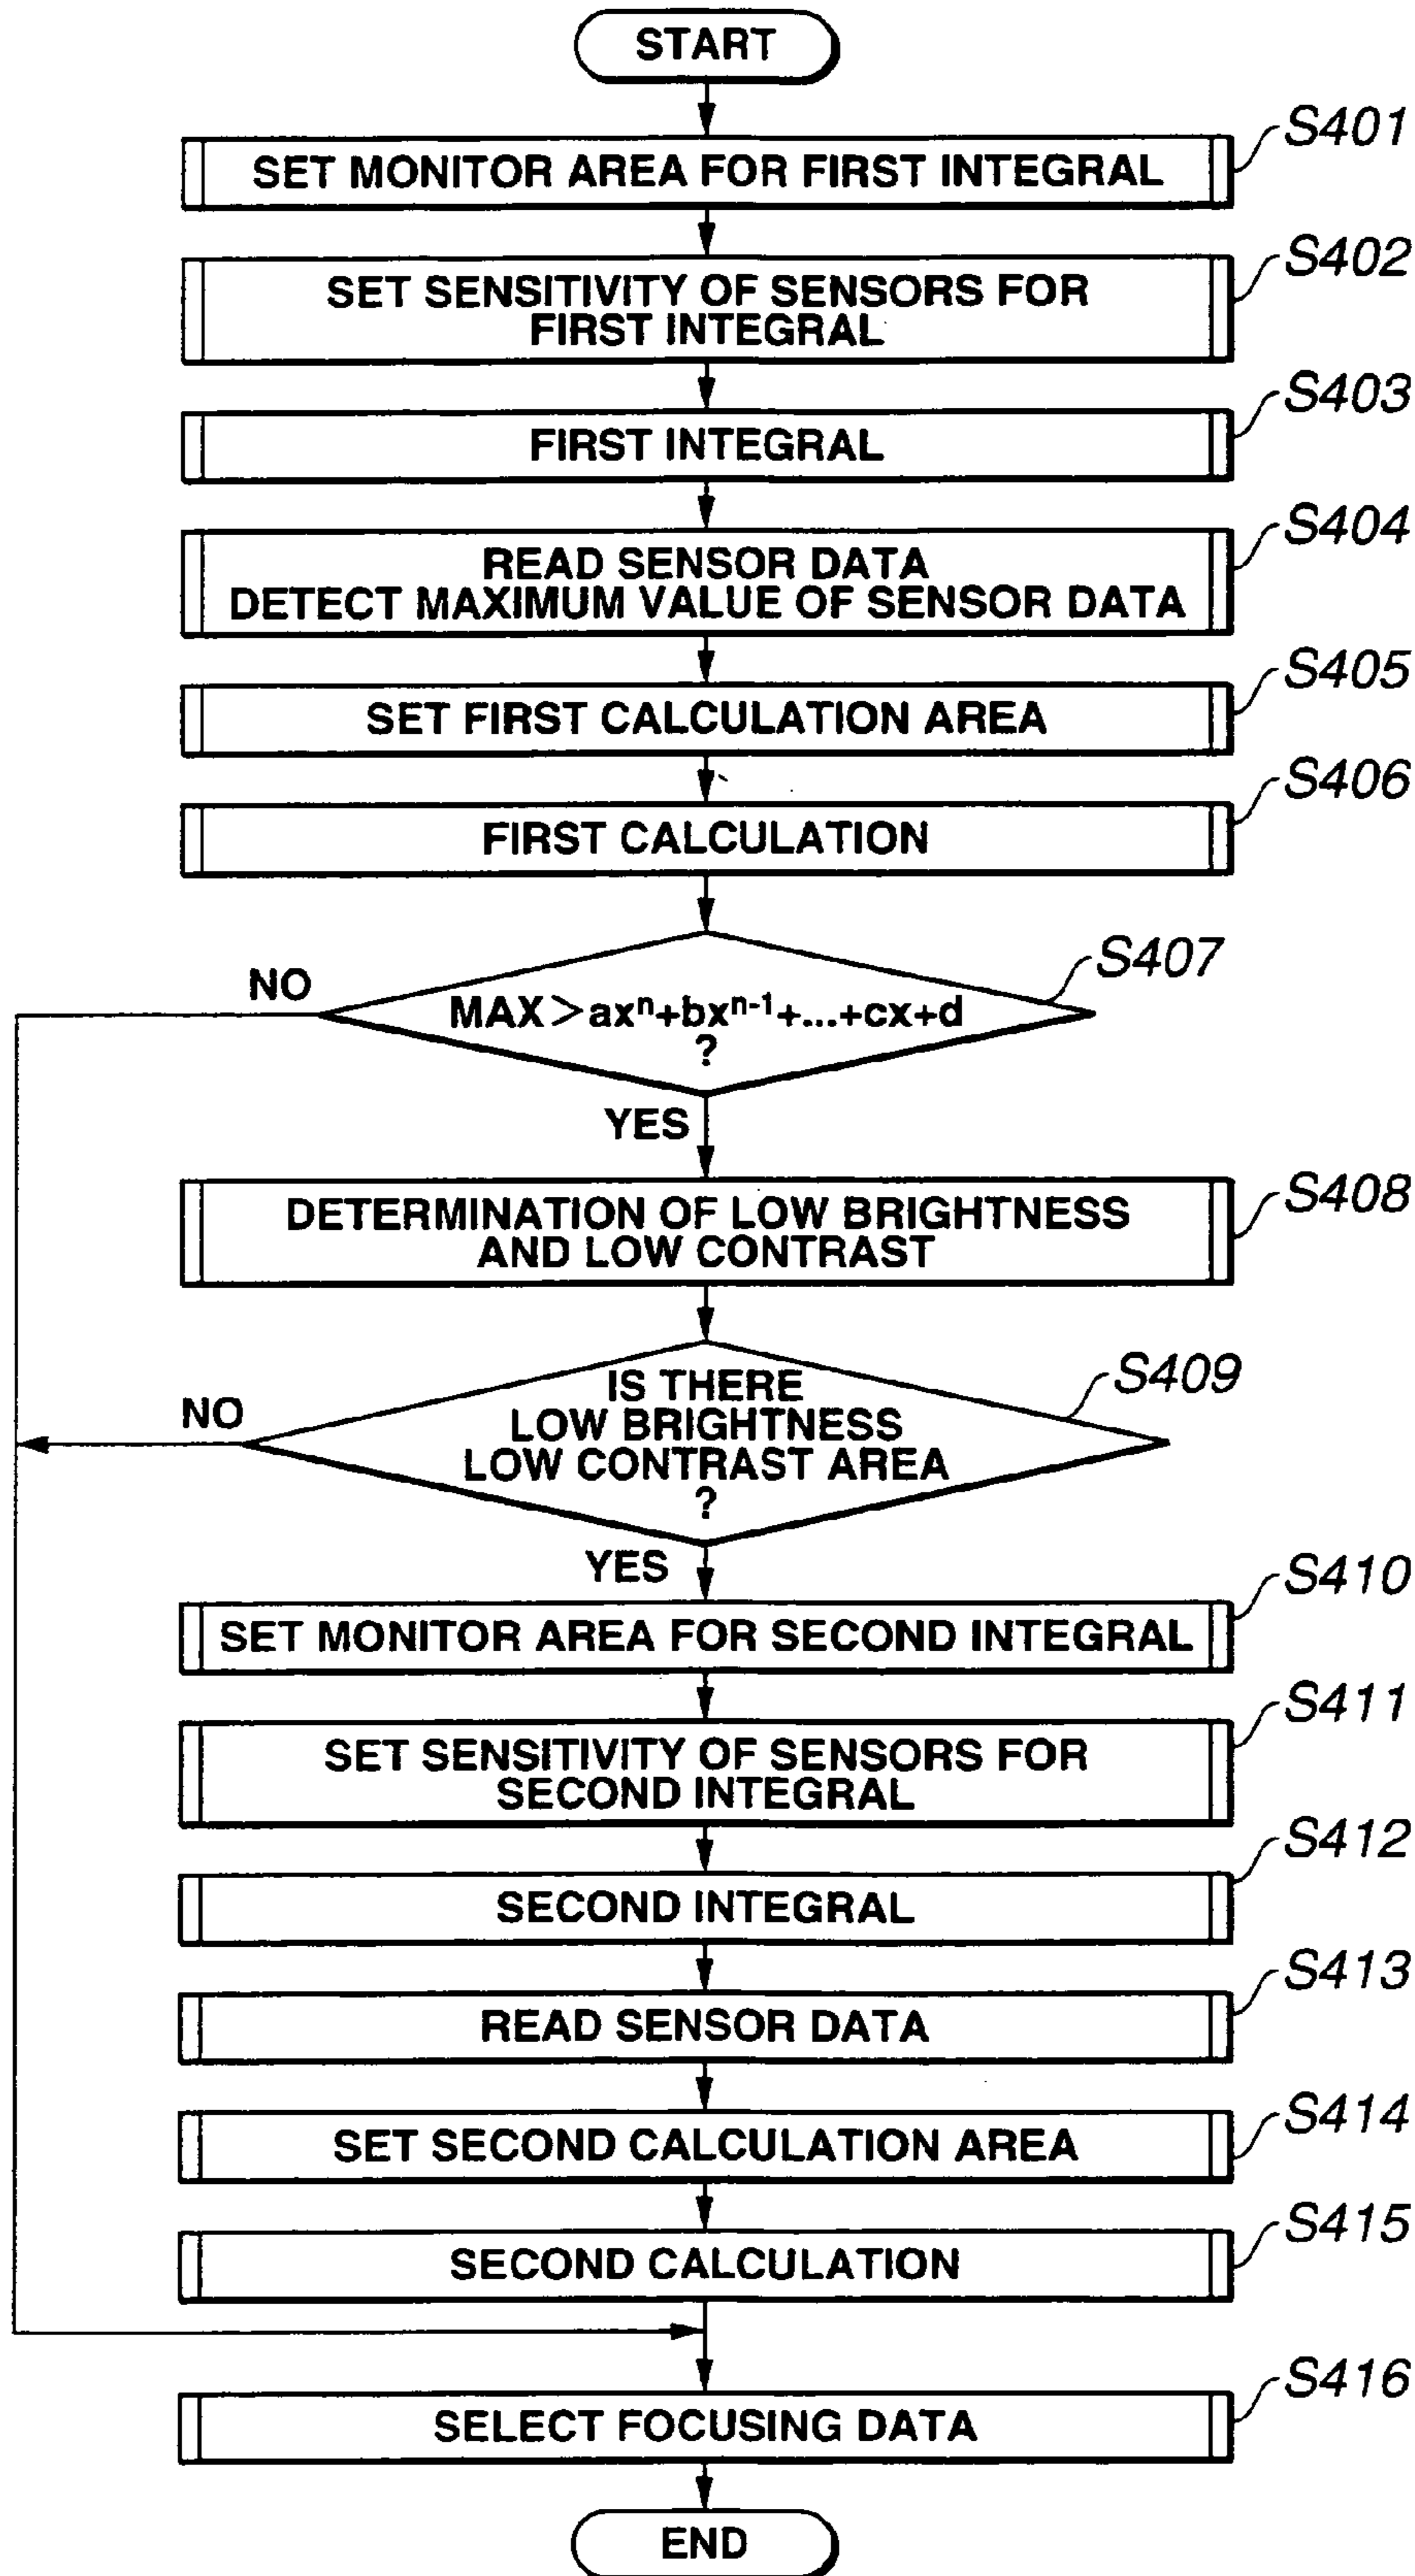 START
S401
SET MONITOR AREA FOR FIRST INTEGRAL
S402
SET SENSITIVITY OF SENSORS FOR
FIRST INTEGRAL
S403
FIRST INTEGRAL
S404
READ SENSOR DATA
DETECT MAXIMUM VALUE OF SENSOR DATA
S405
SET FIRST CALCULATION AREA
S406
FIRST CALCULATION
S407
NO
MAX>axⁿ+bxⁿ⁻¹+...+cx+d
?
YES
S408
DETERMINATION OF LOW BRIGHTNESS
AND LOW CONTRAST
S409
NO
IS THERE
LOW BRIGHTNESS
LOW CONTRAST AREA
?
YES
S410
SET MONITOR AREA FOR SECOND INTEGRAL
S411
SET SENSITIVITY OF SENSORS FOR
SECOND INTEGRAL
S412
SECOND INTEGRAL
S413
READ SENSOR DATA
S414
SET SECOND CALCULATION AREA
S415
SECOND CALCULATION
S416
SELECT FOCUSING DATA
END